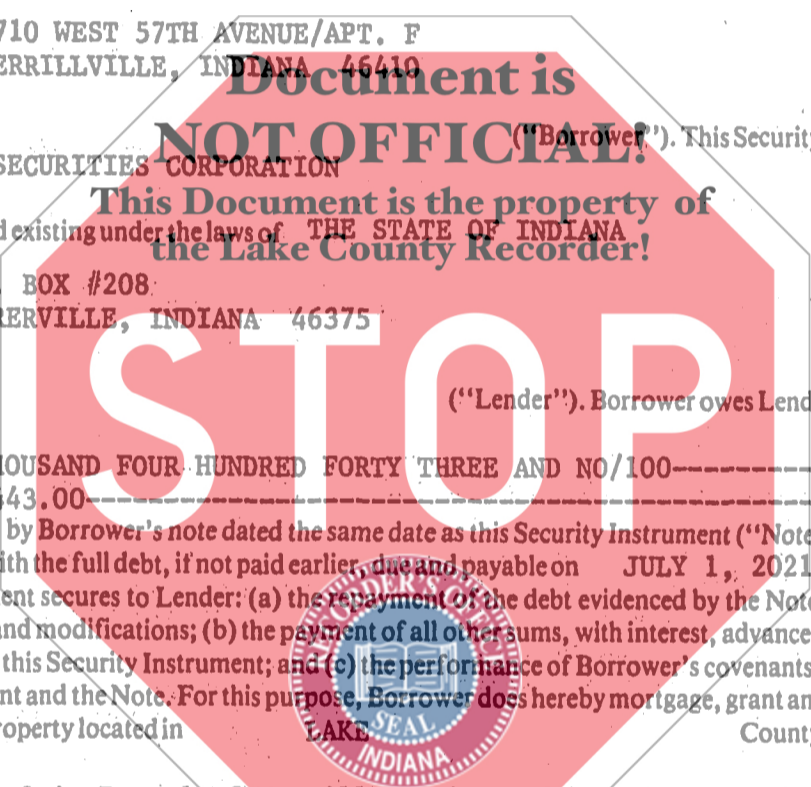 710 WEST 57TH AVENUE/APT. F
ERRILLVILLE, INDIANA 46410
Document is
NOT OFFICIAL!
("Borrower"). This Securit
SECURITIES CORPORATION
This Document is the property of
d existing under the laws of THE STATE OF INDIANA
the Lake County Recorder!
BOX #208
RERVILLE, INDIANA 46375
STOP
("Lender"). Borrower owes Lend
OUSAND FOUR HUNDRED FORTY THREE AND NO/100----------
43.00----------
by Borrower's note dated the same date as this Security Instrument ("Note
ith the full debt, if not paid earlier, due and payable on JULY 1, 2021
ent secures to Lender: (a) the repayment of the debt evidenced by the Note
nd modifications; (b) the payment of all other sums, with interest, advance
this Security Instrument; and (c) the performance of Borrower's covenants
nt and the Note. For this purpose, Borrower does hereby mortgage, grant an
roperty located in LAKE County
RECORDER'S OFFICE
SEAL
INDIANA